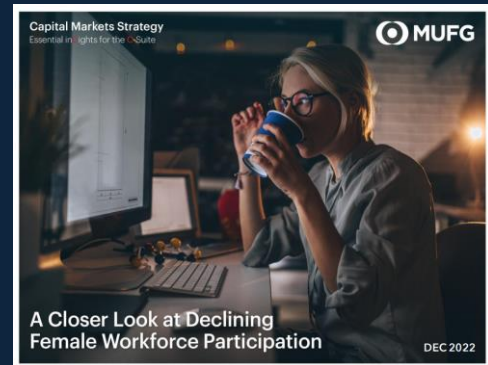 Capital Markets Strategy
Essential inSights for the C-Suite
MUFG
A Closer Look at Declining
Female Workforce Participation
DEC 2022